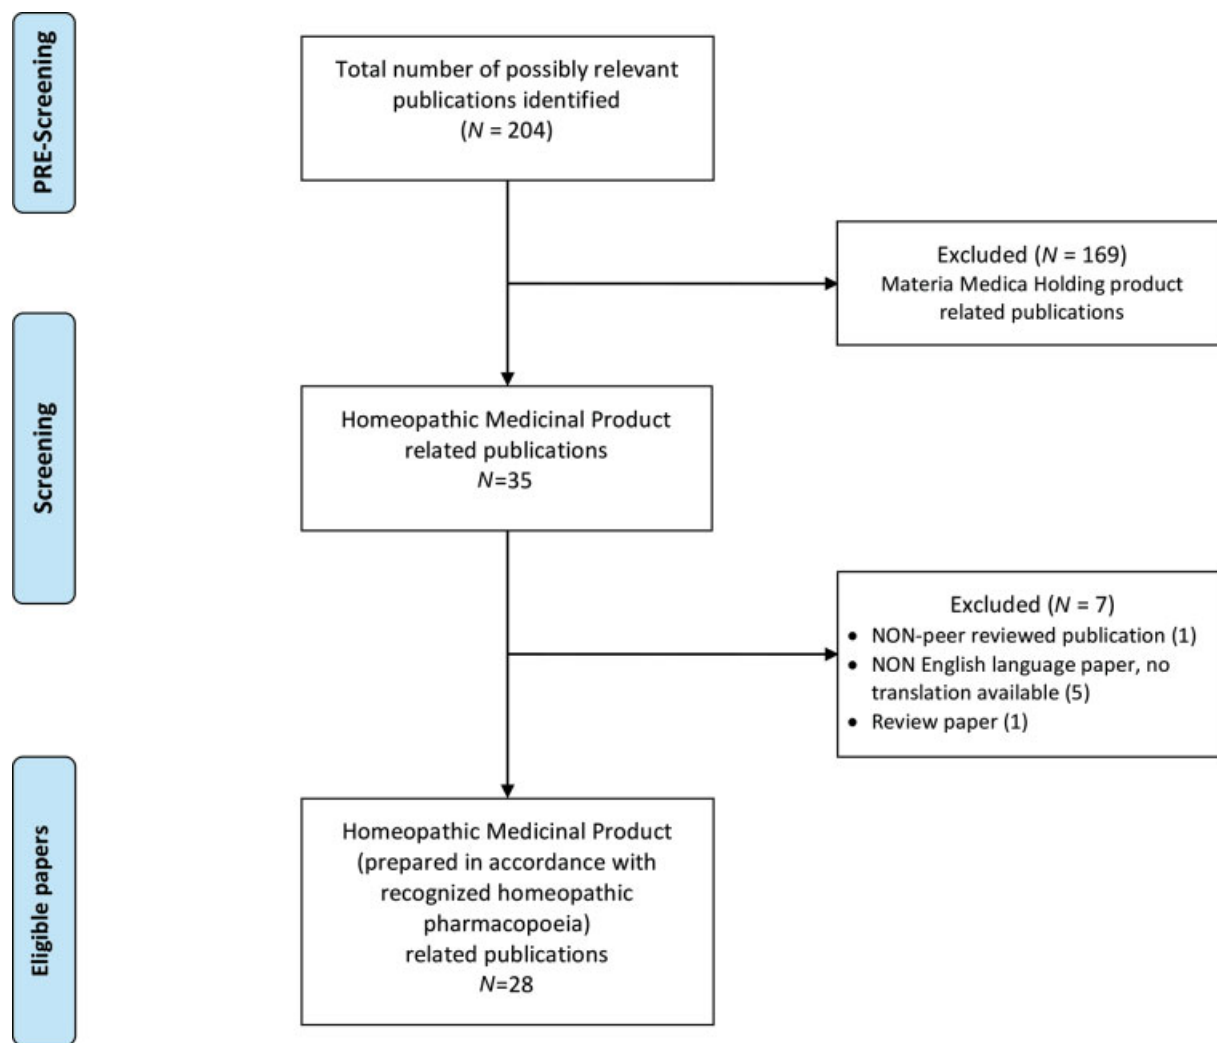 PRE-Screening
Total number of possibly relevant
publications identified
(N = 204)
Excluded (N = 169)
Materia Medica Holding product
related publications
Screening
Homeopathic Medicinal Product
related publications
N=35
Excluded (N = 7)
• NON-peer reviewed publication (1)
• NON English language paper, no
translation available (5)
• Review paper (1)
Eligible papers
Homeopathic Medicinal Product
(prepared in accordance with
recognized homeopathic
pharmacopoeia)
related publications
N=28